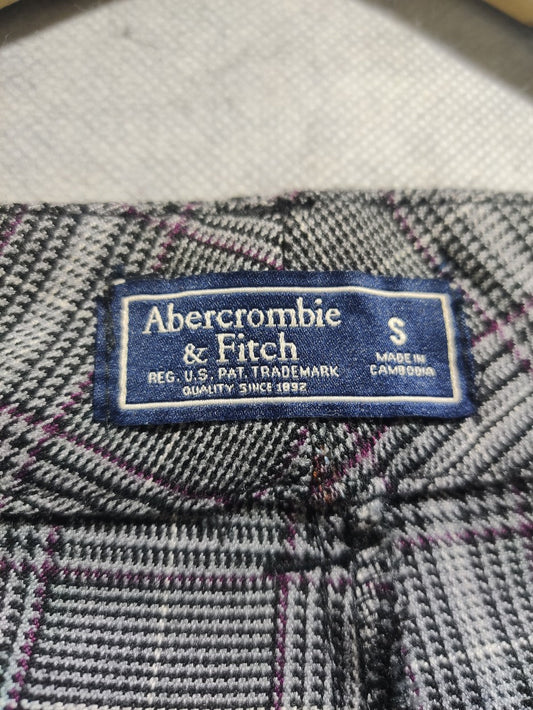 Abercrombie
& Fitch
REG. U.S. PAT. TRADEMARK
QUALITY SINCE 1892
S
MADE IN
CAMBODIA